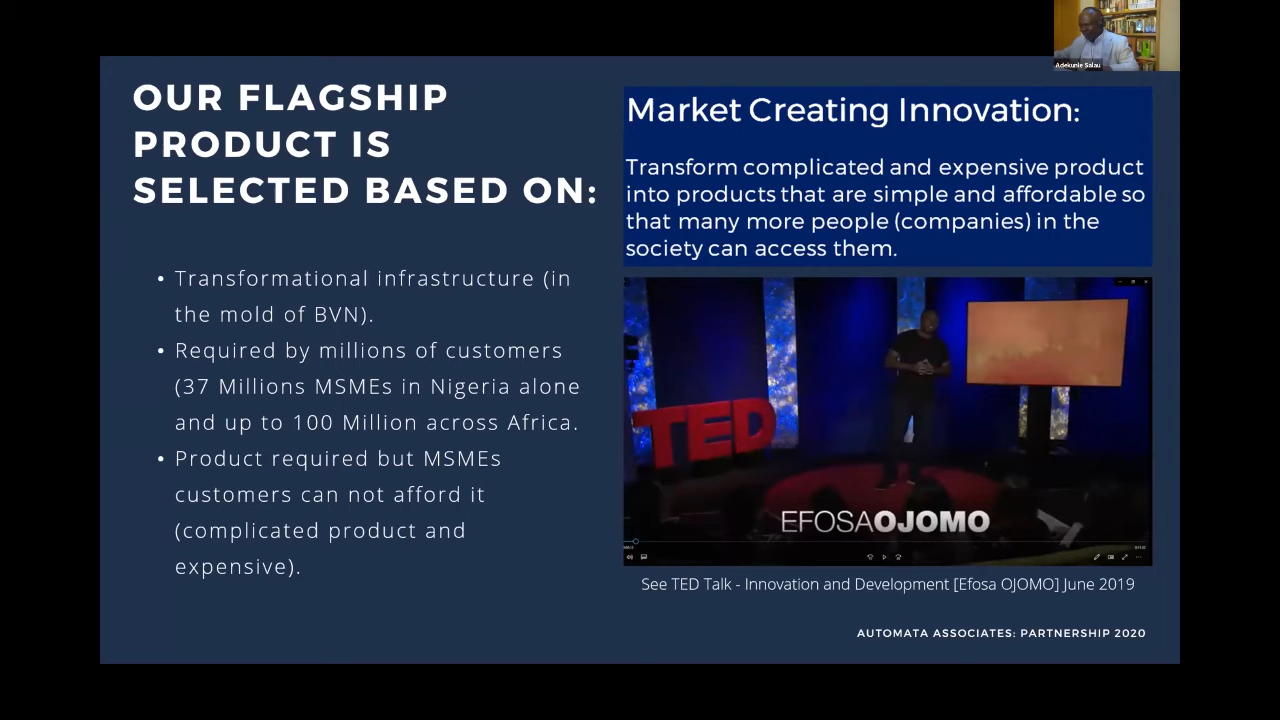 Adekunle Salau
OUR FLAGSHIP
PRODUCT IS
SELECTED BASED ON:
• Transformational infrastructure (in
the mold of BVN).
• Required by millions of customers
(37 Millions MSMEs in Nigeria alone
and up to 100 Million across Africa.
• Product required but MSMEs
customers can not afford it
(complicated product and
expensive).
Market Creating Innovation:
Transform complicated and expensive product
into products that are simple and affordable so
that many more people (companies) in the
society can access them.
TED
EFOSAOJOMO
See TED Talk - Innovation and Development [Efosa OJOMO] June 2019
AUTOMATA ASSOCIATES: PARTNERSHIP 2020